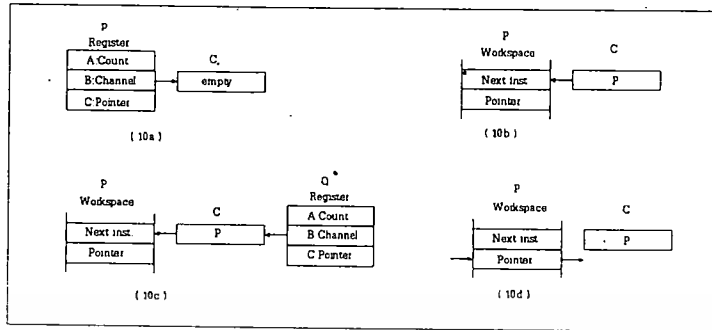 P
Register
A:Count
B:Channel
C:Pointer
C
empty
(10a)
P
Workspace
Next inst
Pointer
C
P
(10b)
P
Workspace
Next inst.
Pointer
C
P
Q
Register
A Count
B Channel
C Pointer
(10c)
P
Workspace
Next inst
Pointer
C
P
(10d)